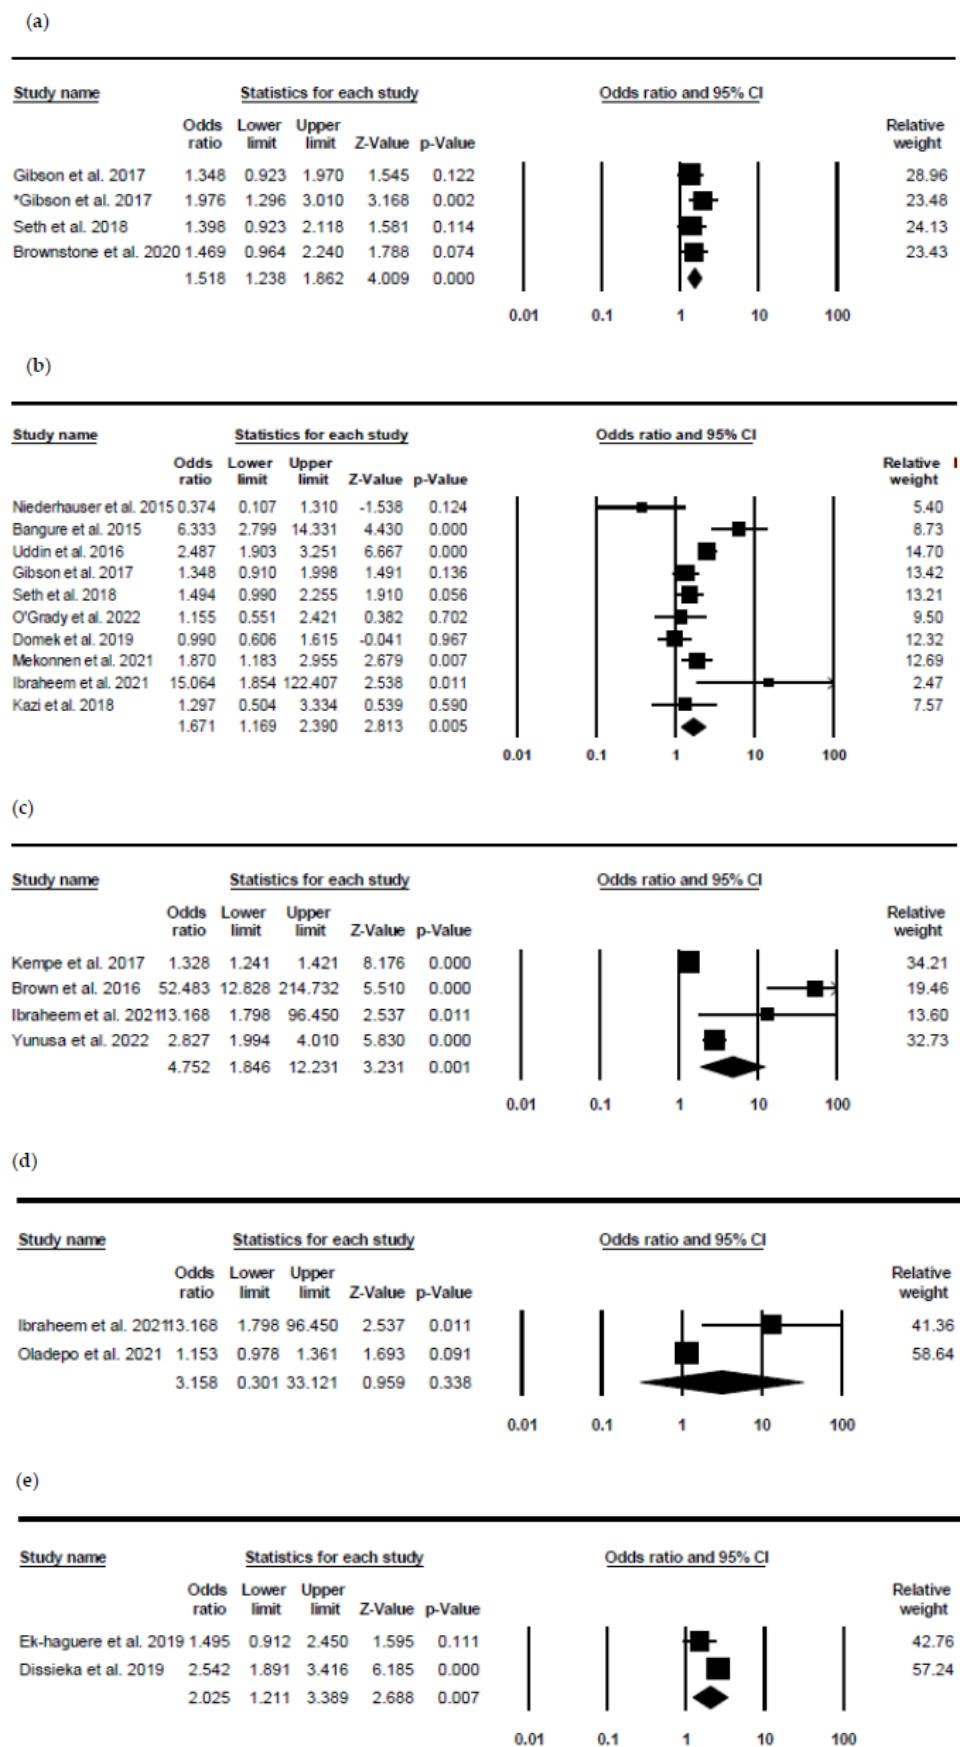 (a)
Study name Statistics for each study Odds ratio and 95% CI
Odds Lower Upper Relative
ratio limit limit Z-Value p-Value weight
Gibson et al. 2017 1.348 0.923 1.970 1.545 0.122 28.96
*Gibson et al. 2017 1.976 1.296 3.010 3.168 0.002 23.48
Seth et al. 2018 1.398 0.923 2.118 1.581 0.114 24.13
Brownstone et al. 2020 1.469 0.964 2.240 1.788 0.074 23.43
1.518 1.238 1.862 4.009 0.000
0.01 0.1 1 10 100
(b)
Study name Statistics for each study Odds ratio and 95% CI
Odds Lower Upper Relative
ratio limit limit Z-Value p-Value weight
Niederhauser et al. 2015 0.374 0.107 1.310 -1.538 0.124 5.40
Bangure et al. 2015 6.333 2.799 14.331 4.430 0.000 8.73
Uddin et al. 2016 2.487 1.903 3.251 6.667 0.000 14.70
Gibson et al. 2017 1.348 0.910 1.998 1.491 0.136 13.42
Seth et al. 2018 1.494 0.990 2.255 1.910 0.056 13.21
O'Grady et al. 2022 1.155 0.551 2.421 0.382 0.702 9.50
Domek et al. 2019 0.990 0.606 1.615 -0.041 0.967 12.32
Mekonnen et al. 2021 1.870 1.183 2.955 2.679 0.007 12.69
Ibraheem et al. 2021 15.064 1.854 122.407 2.538 0.011 2.47
Kazi et al. 2018 1.297 0.504 3.334 0.539 0.590 7.57
1.671 1.169 2.390 2.813 0.005
0.01 0.1 1 10 100
(c)
Study name Statistics for each study Odds ratio and 95% CI
Odds Lower Upper Relative
ratio limit limit Z-Value p-Value weight
Kempe et al. 2017 1.328 1.241 1.421 8.176 0.000 34.21
Brown et al. 2016 52.483 12.828 214.732 5.510 0.000 19.46
Ibraheem et al. 2021 13.168 1.798 96.450 2.537 0.011 13.60
Yunusa et al. 2022 2.827 1.994 4.010 5.830 0.000 32.73
4.752 1.846 12.231 3.231 0.001
0.01 0.1 1 10 100
(d)
Study name Statistics for each study Odds ratio and 95% CI
Odds Lower Upper Relative
ratio limit limit Z-Value p-Value weight
Ibraheem et al. 2021 13.168 1.798 96.450 2.537 0.011 41.36
Oladepo et al. 2021 1.153 0.978 1.361 1.693 0.091 58.64
3.158 0.301 33.121 0.959 0.338
0.01 0.1 1 10 100
(e)
Study name Statistics for each study Odds ratio and 95% CI
Odds Lower Upper Relative
ratio limit limit Z-Value p-Value weight
Ek-haguere et al. 2019 1.495 0.912 2.450 1.595 0.111 42.76
Dissieka et al. 2019 2.542 1.891 3.416 6.185 0.000 57.24
2.025 1.211 3.389 2.688 0.007
0.01 0.1 1 10 100